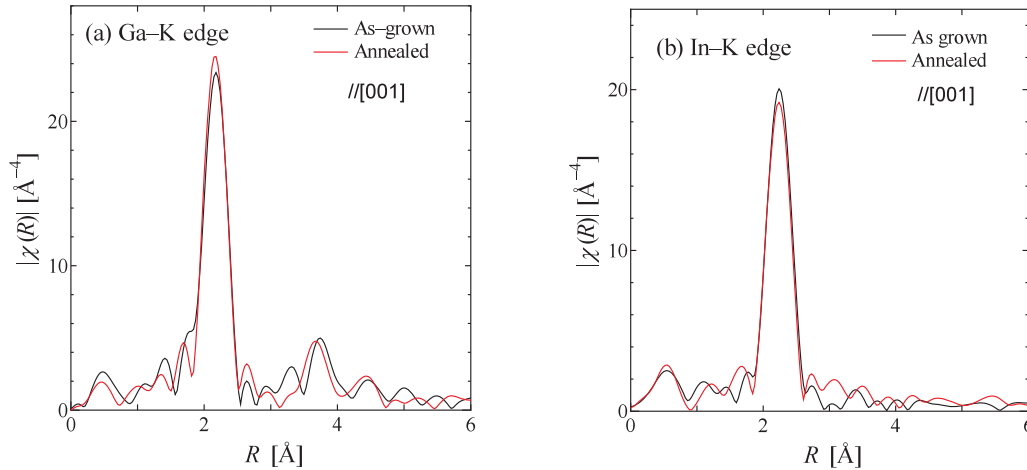 (a) Ga–K edge
As–grown
Annealed
//[001]
|χ(R)| [Å⁻⁴]
20
10
0
0
2
4
6
R [Å]
(b) In–K edge
As grown
Annealed
//[001]
|χ(R)| [Å⁻⁴]
20
10
0
0
2
4
6
R [Å]